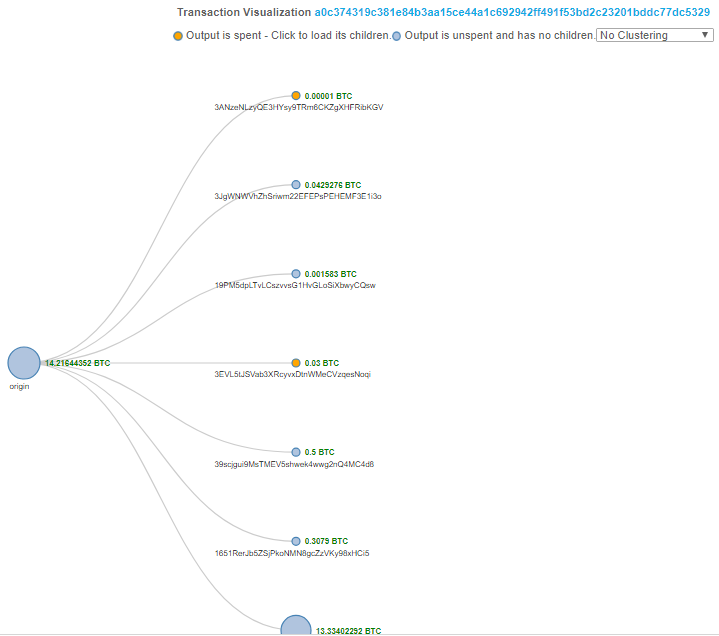 Transaction Visualization a0c374319c381e84b3aa15ce44a1c692942ff491f53bd2c23201bddc77dc5329
Output is spent - Click to load its children. Output is unspent and has no children. No Clustering
0.00001 BTC
3ANzeNLzyQE3HYsy9TRm6CKZgXHFRibKGV
0.0429276 BTC
3JgWNWVhZhSriwm22EFEPsPEHEMF3E1i3o
0.001583 BTC
19PM5dpLTvLCszvvsG1HvGLoSiXbwyCQsw
14.21644352 BTC
origin
0.03 BTC
3EVL5tJSVab3XRcyvxDtnWMeCVzqesNoqi
0.5 BTC
39scjgui9MsTMEV5shwek4wwg2nQ4MC4d8
0.3079 BTC
1651RerJb5ZSjPkoNMN8gcZzVKy98xHCi5
13.33402292 BTC